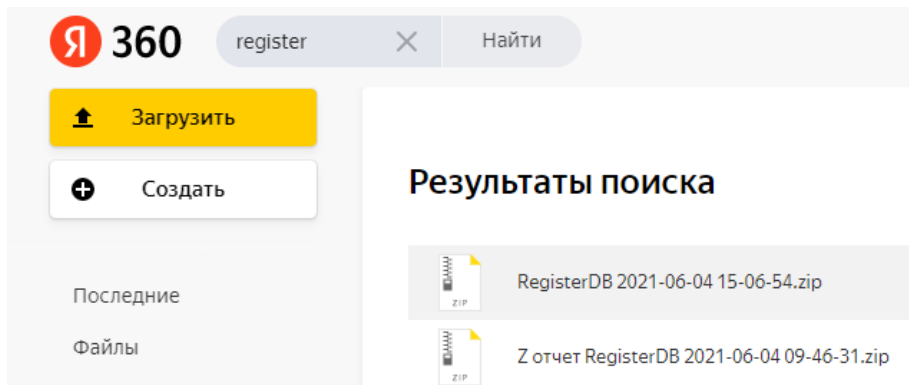 Я 360 register Найти
Загрузить
Создать
Результаты поиска
RegisterDB 2021-06-04 15-06-54.zip
ZIP
Последние
Файлы
Z отчет RegisterDB 2021-06-04 09-46-31.zip
ZIP